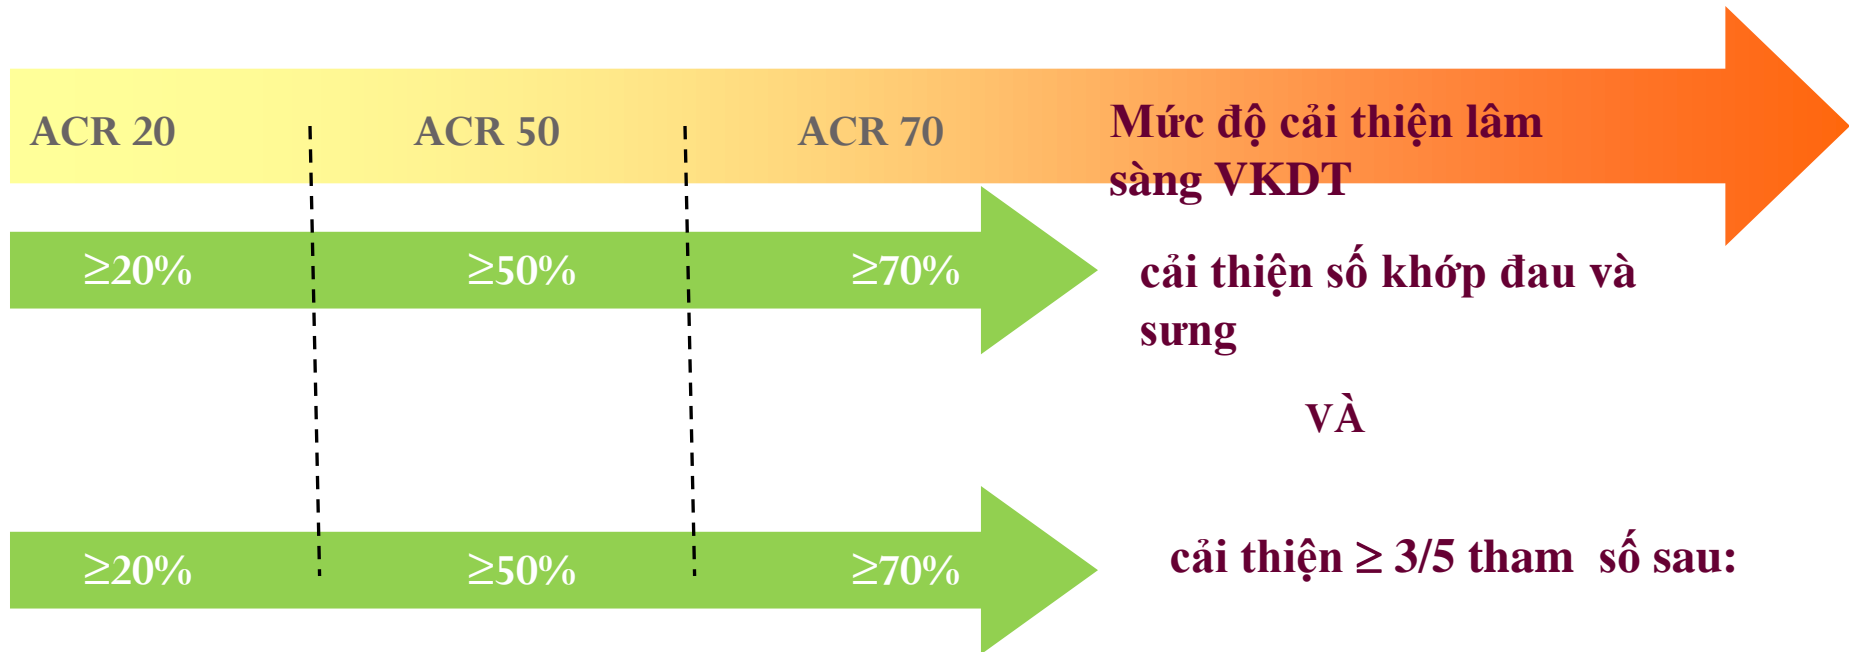 ACR 20
ACR 50
ACR 70
Mức độ cải thiện lâm
sàng VKDT
≥20%
≥50%
≥70%
cải thiện số khớp đau và
sưng
VÀ
≥20%
≥50%
≥70%
cải thiện ≥ 3/5 tham số sau: